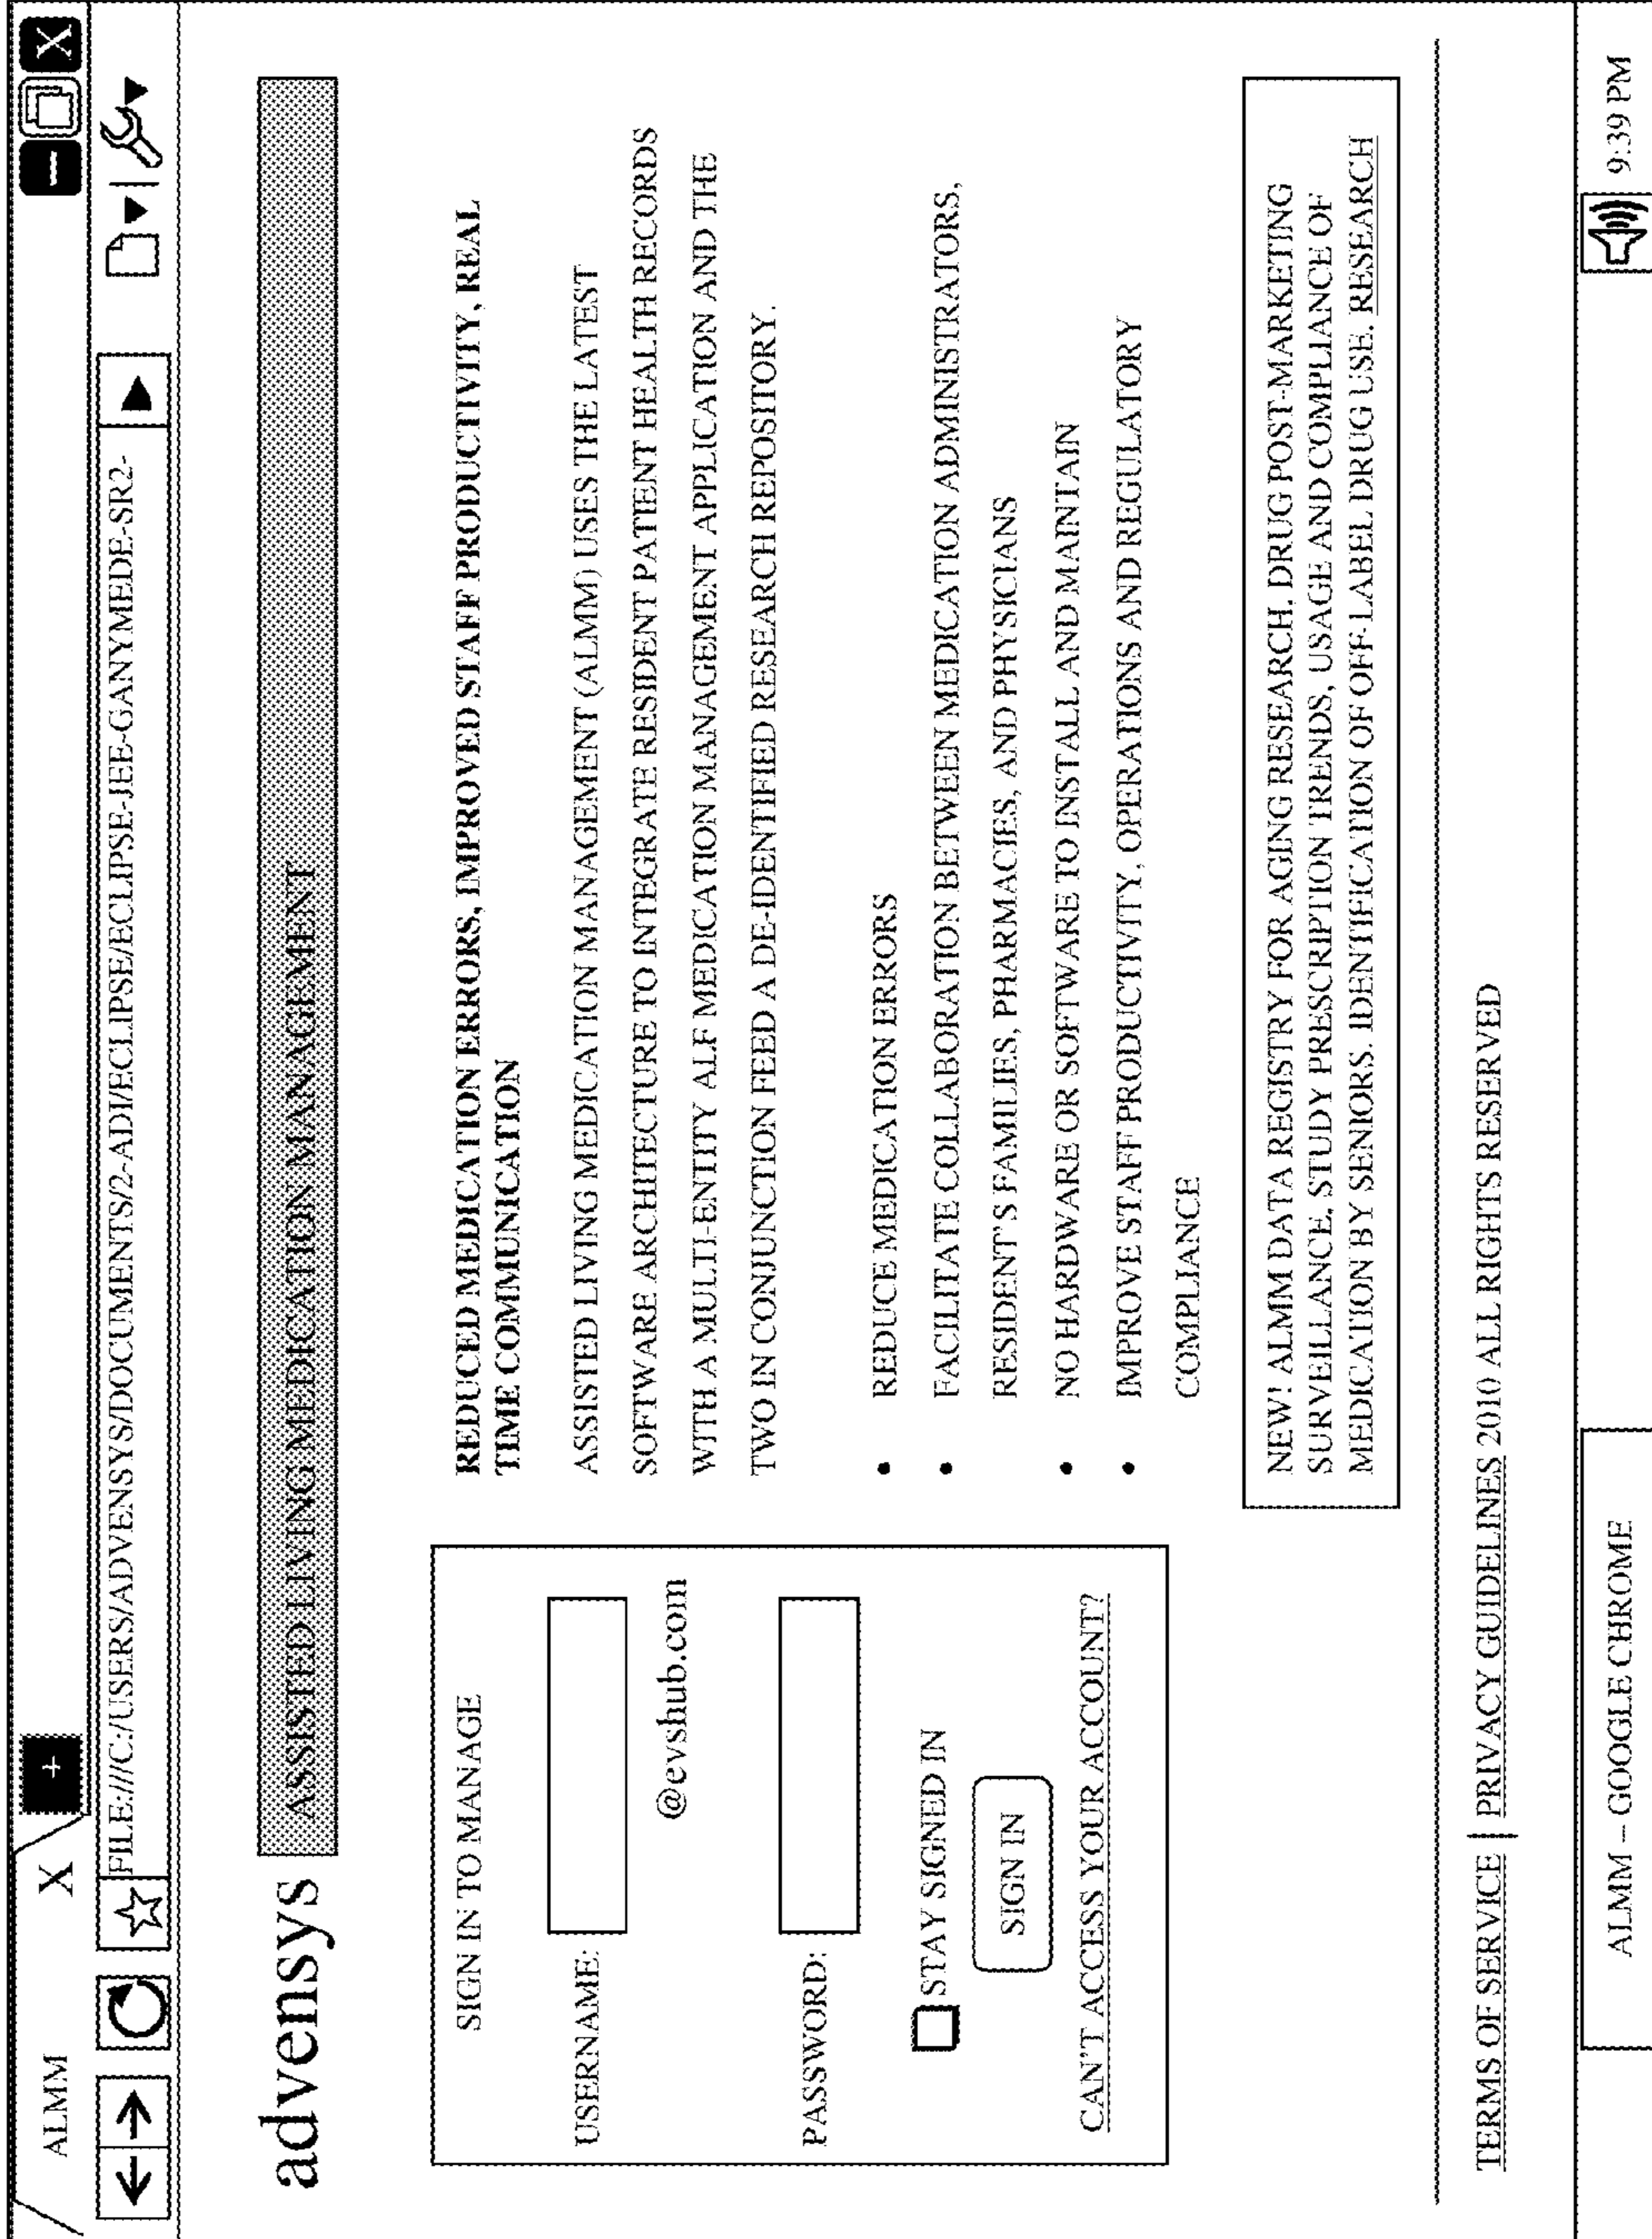 ALMM X +
X
FILE:///C:/USERS/ADVENSYS/DOCUMENTS/2-ADI/ECLIPSE/ECLIPSE-JEE-GANYMEDE-SR2-
advensys ASSISTED LIVING MEDICATION MANAGEMENT
SIGN IN TO MANAGE
USERNAME:
@evshub.com
PASSWORD:
STAY SIGNED IN
SIGN IN
CAN'T ACCESS YOUR ACCOUNT?
REDUCED MEDICATION ERRORS, IMPROVED STAFF PRODUCTIVITY, REAL
TIME COMMUNICATION
ASSISTED LIVING MEDICATION MANAGEMENT (ALMM) USES THE LATEST
SOFTWARE ARCHITECTURE TO INTEGRATE RESIDENT PATIENT HEALTH RECORDS
WITH A MULTI-ENTITY ALF MEDICATION MANAGEMENT APPLICATION AND THE
TWO IN CONJUNCTION FEED A DE-IDENTIFIED RESEARCH REPOSITORY.
• REDUCE MEDICATION ERRORS
• FACILITATE COLLABORATION BETWEEN MEDICATION ADMINISTRATORS,
RESIDENT'S FAMILIES, PHARMACIES, AND PHYSICIANS
• NO HARDWARE OR SOFTWARE TO INSTALL AND MAINTAIN
• IMPROVE STAFF PRODUCTIVITY, OPERATIONS AND REGULATORY
COMPLIANCE
NEW! ALMM DATA REGISTRY FOR AGING RESEARCH. DRUG POST-MARKETING
SURVEILLANCE. STUDY PRESCRIPTION TRENDS, USAGE AND COMPLIANCE OF
MEDICATION BY SENIORS. IDENTIFICATION OF OFF-LABEL DRUG USE. RESEARCH
TERMS OF SERVICE | PRIVACY GUIDELINES 2010 ALL RIGHTS RESERVED
ALMM – GOOGLE CHROME
9:39 PM